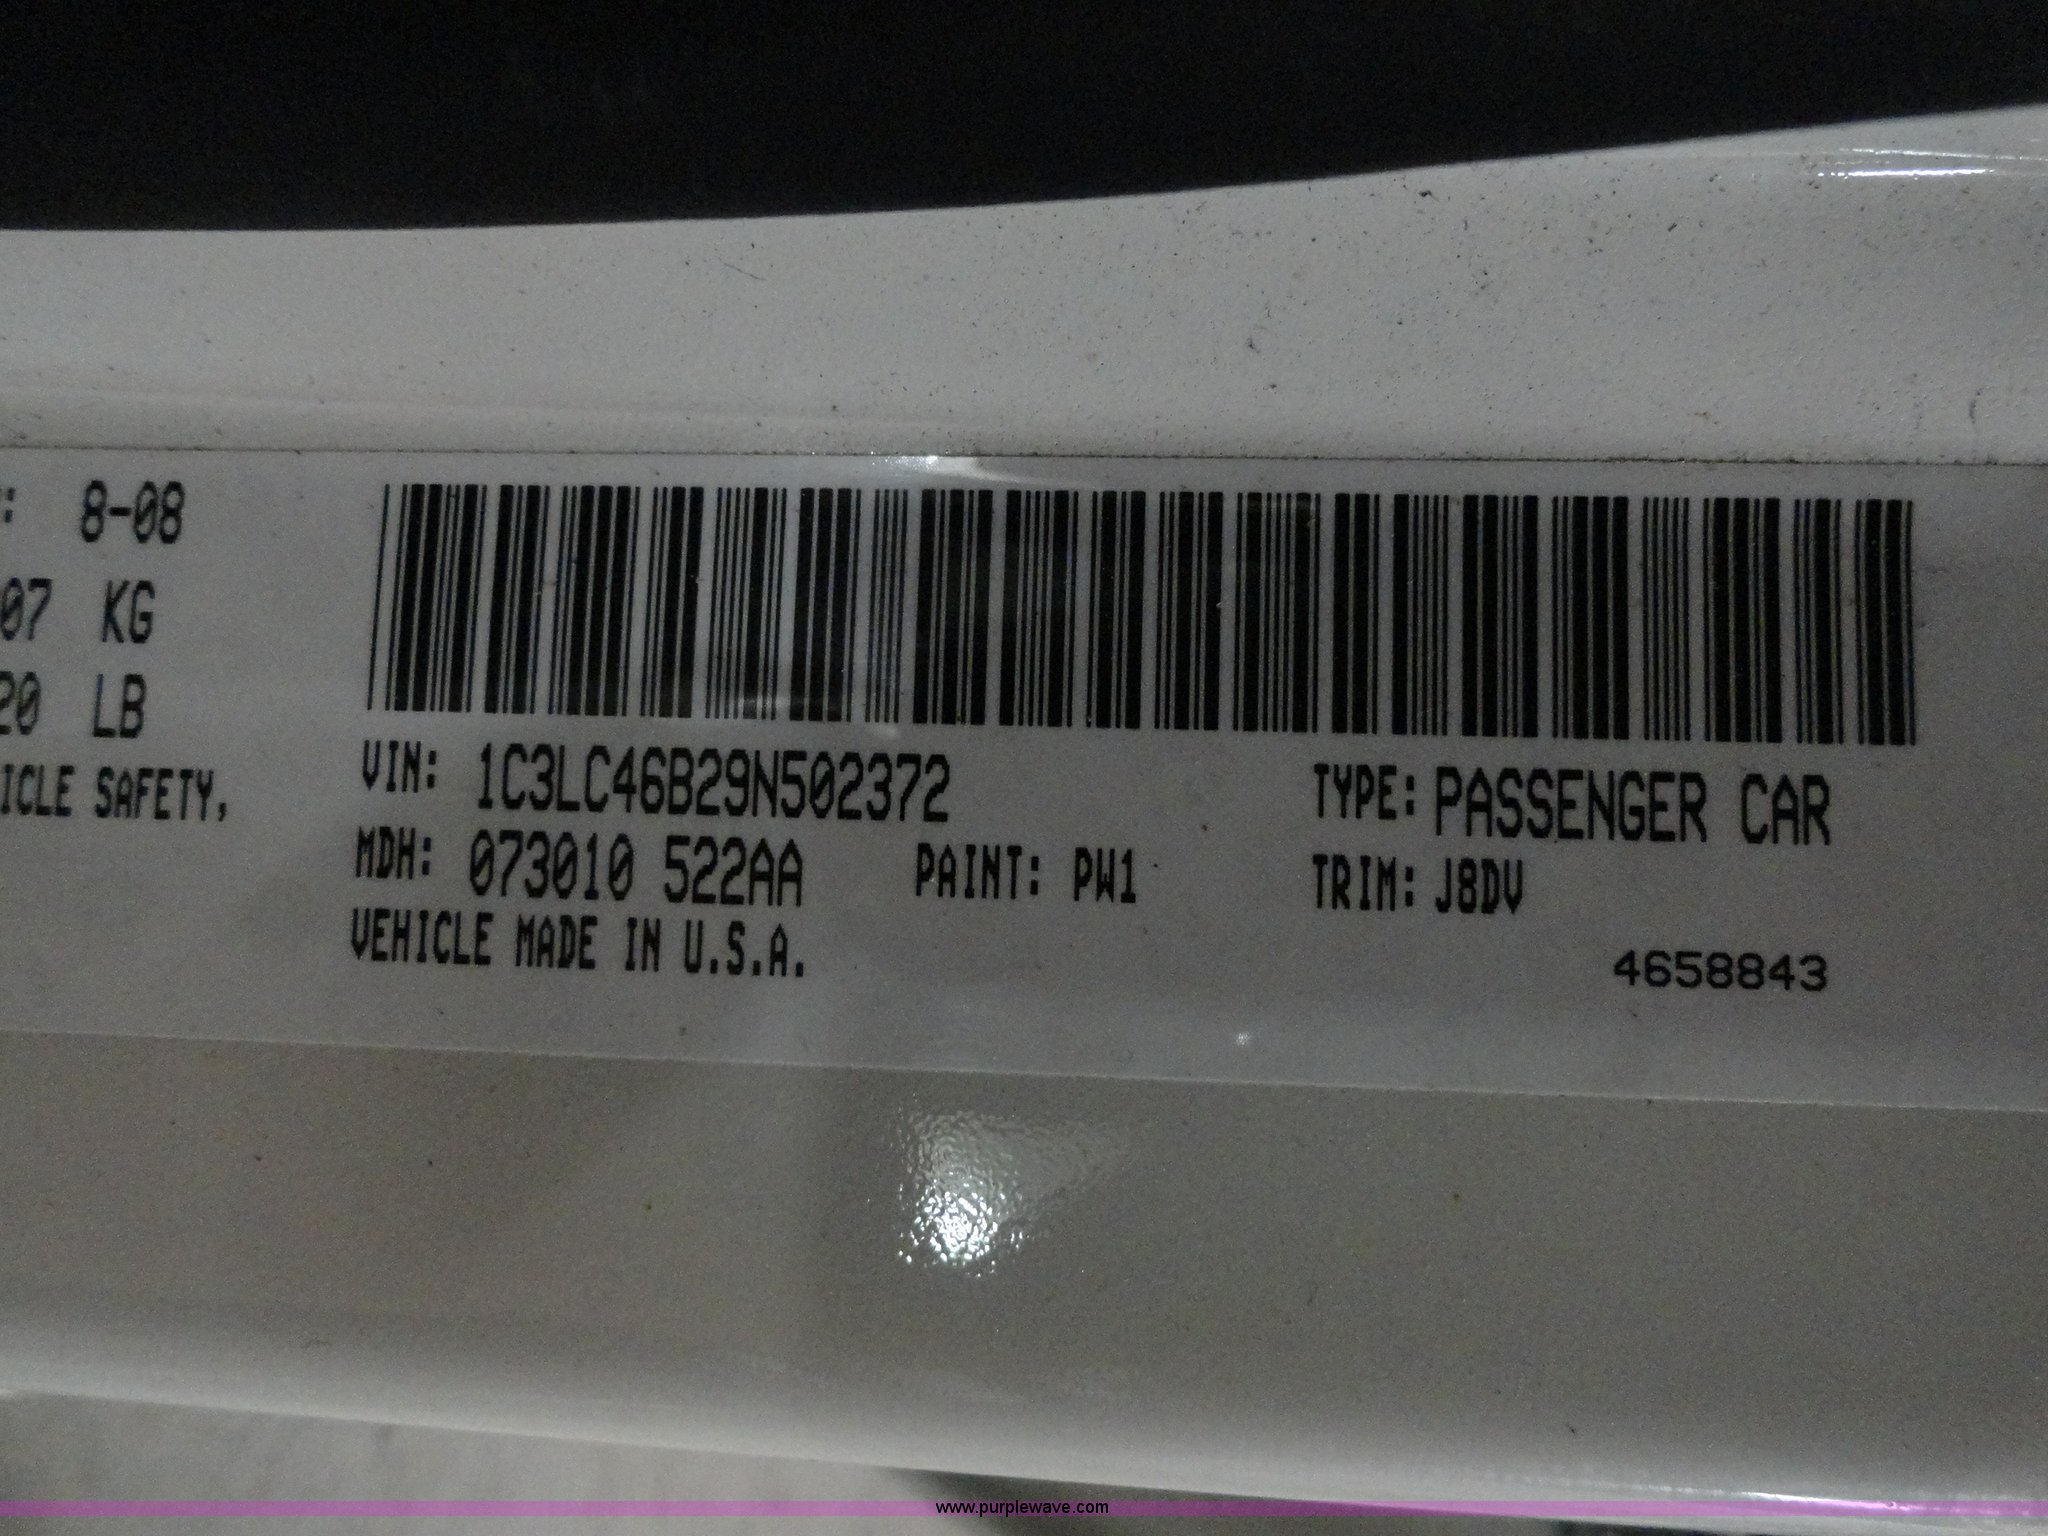 : 8-08
07 KG
20 LB
ICLE SAFETY,
VIN: 1C3LC46B29N502372
TYPE: PASSENGER CAR
MDH: 073010 522AA
PAINT: PW1
TRIM: J8DV
VEHICLE MADE IN U.S.A.
4658843
www.purplewave.com